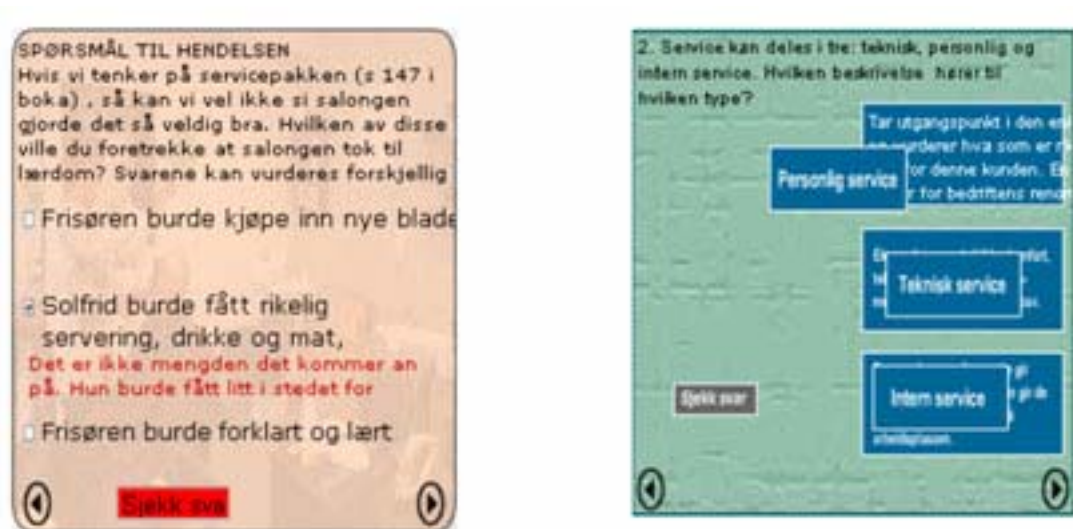 SPØRSMÅL TIL HENDELSEN
Hvis vi tenker på servicepakken (s 147 i
boka) , så kan vi vel ikke si salongen
gjorde det så veldig bra. Hvilken av disse
ville du foretrekke at salongen tok til
lærdom? Svarene kan vurderes forskjellig
Frisøren burde kjøpe inn nye blade
Solfrid burde fått rikelig
servering, drikke og mat,
Det er ikke mengden det kommer an
på. Hun burde fått litt i stedet for
Frisøren burde forklart og lært
Sjekk sva
2. Service kan deles i tre: teknisk, personlig og
intern service. Hvilken beskrivelse hører til
hvilken type?
Tar utgangspunkt i den
vurderer hva som er
Personlig service
for denne kunden.
for bedriftens
Teknisk service
Intern service
gir de
Sjekk svar
arbeidsplassen.